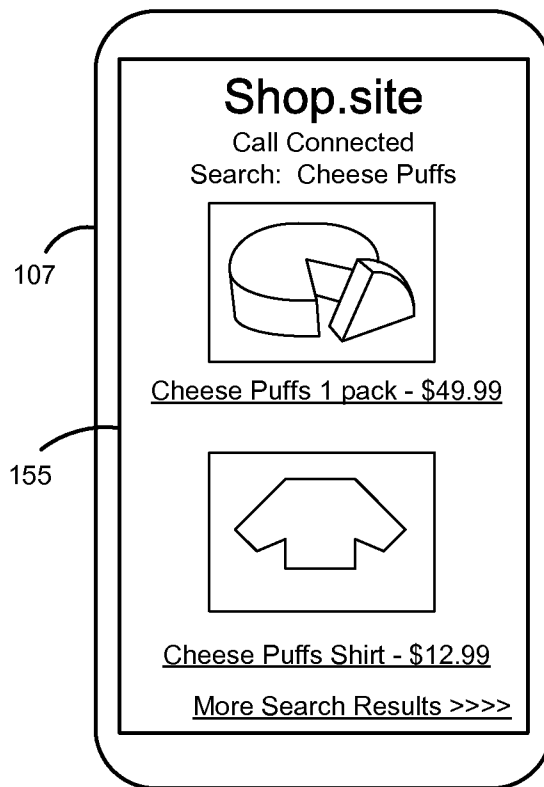 Shop.site
Call Connected
Search: Cheese Puffs
107
Cheese Puffs 1 pack - $49.99
155
Cheese Puffs Shirt - $12.99
More Search Results >>>>